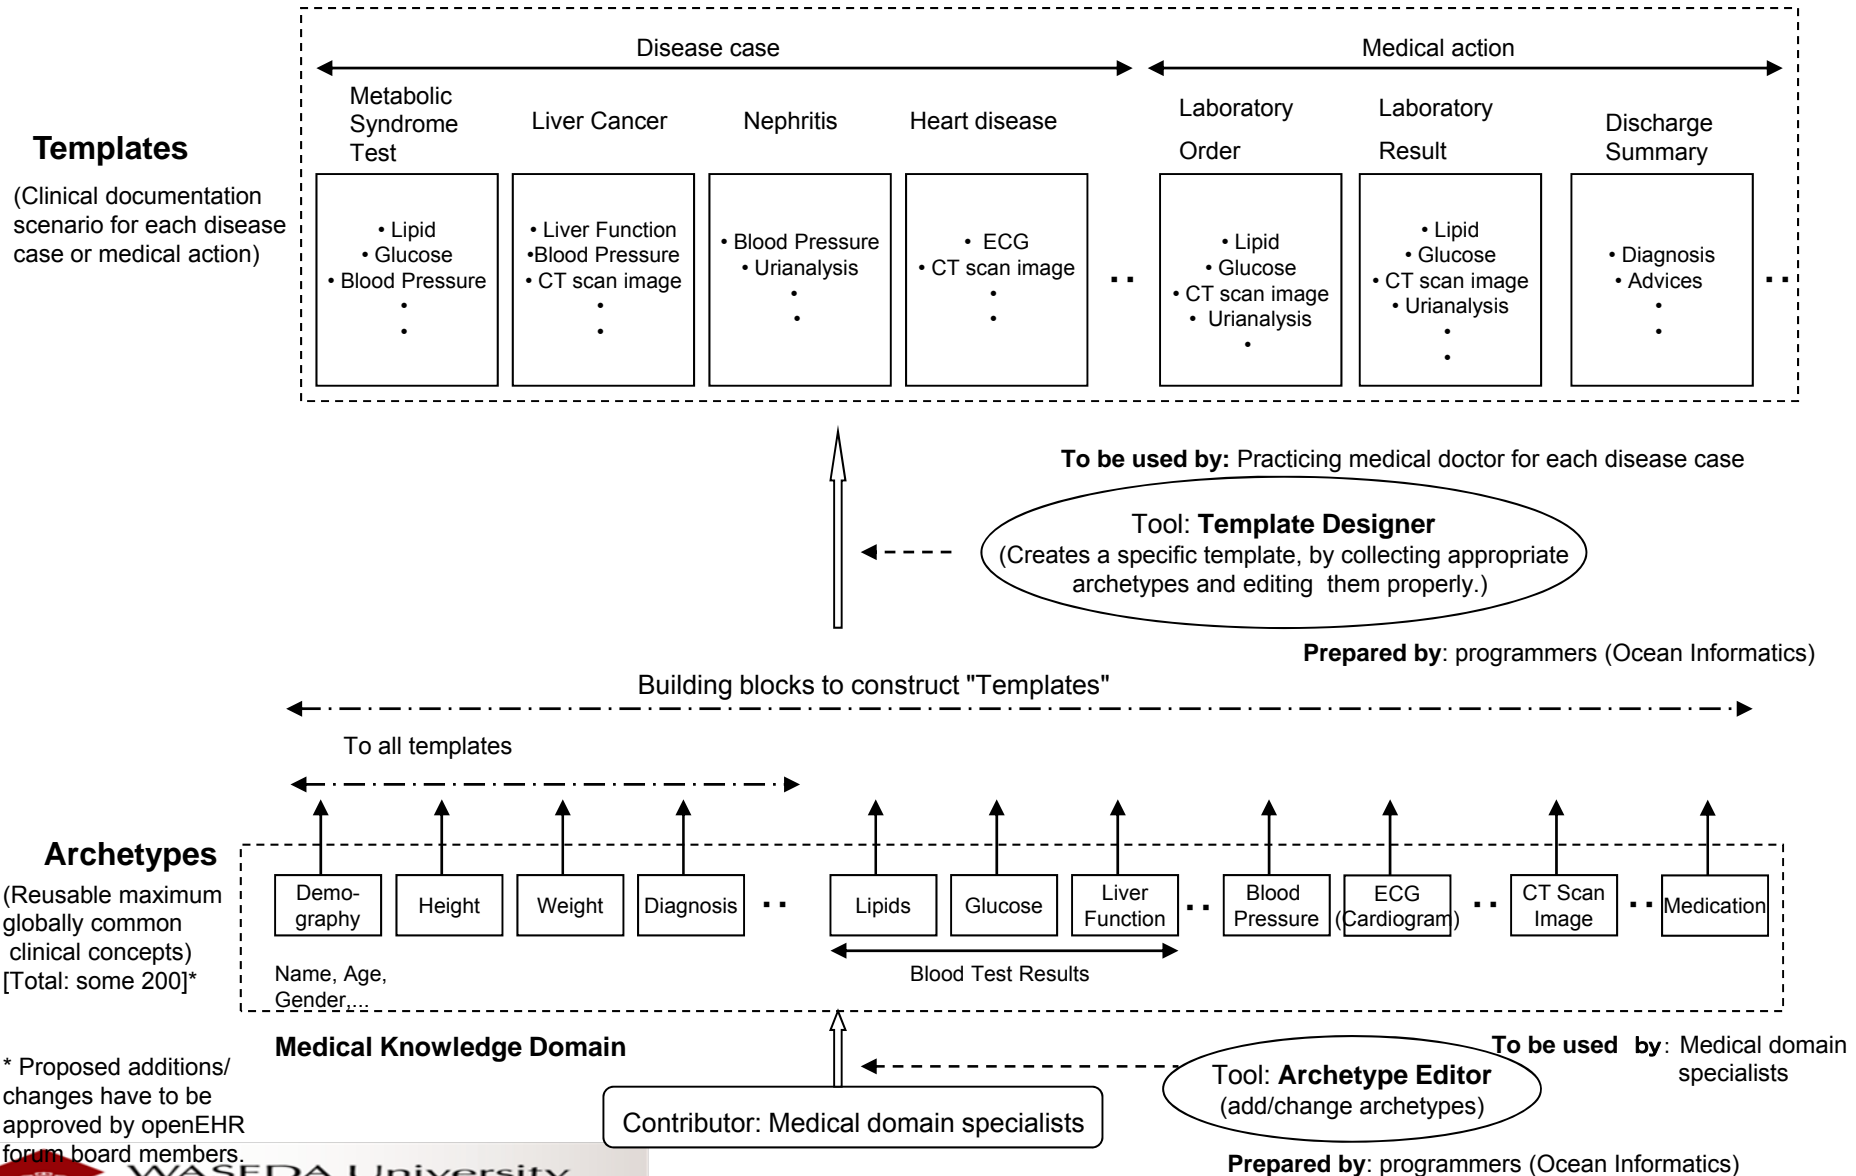 Disease case
Medical action
Templates
(Clinical documentation
scenario for each disease
case or medical action)
Metabolic
Syndrome
Test
• Lipid
• Glucose
• Blood Pressure
•
•
Liver Cancer
• Liver Function
•Blood Pressure
• CT scan image
•
•
Nephritis
• Blood Pressure
• Urianalysis
•
•
Heart disease
• ECG
• CT scan image
•
•
..
Laboratory
Order
• Lipid
• Glucose
• CT scan image
• Urianalysis
•
Laboratory
Result
• Lipid
• Glucose
• CT scan image
• Urianalysis
•
•
Discharge
Summary
• Diagnosis
• Advices
•
•
..
To be used by: Practicing medical doctor for each disease case
Tool: Template Designer
(Creates a specific template, by collecting appropriate
archetypes and editing them properly.)
Prepared by: programmers (Ocean Informatics)
Building blocks to construct "Templates"
To all templates
Archetypes
(Reusable maximum
globally common
clinical concepts)
[Total: some 200]*
Demo-
graphy
Height
Weight
Diagnosis
..
Lipids
Glucose
Liver
Function
..
Blood
Pressure
ECG
(Cardiogram)
..
CT Scan
Image
..
Medication
Name, Age,
Gender,...
Blood Test Results
Medical Knowledge Domain
* Proposed additions/
changes have to be
approved by openEHR
forum board members.
Contributor: Medical domain specialists
Tool: Archetype Editor
(add/change archetypes)
To be used by: Medical domain
specialists
Prepared by: programmers (Ocean Informatics)
WASEDA University